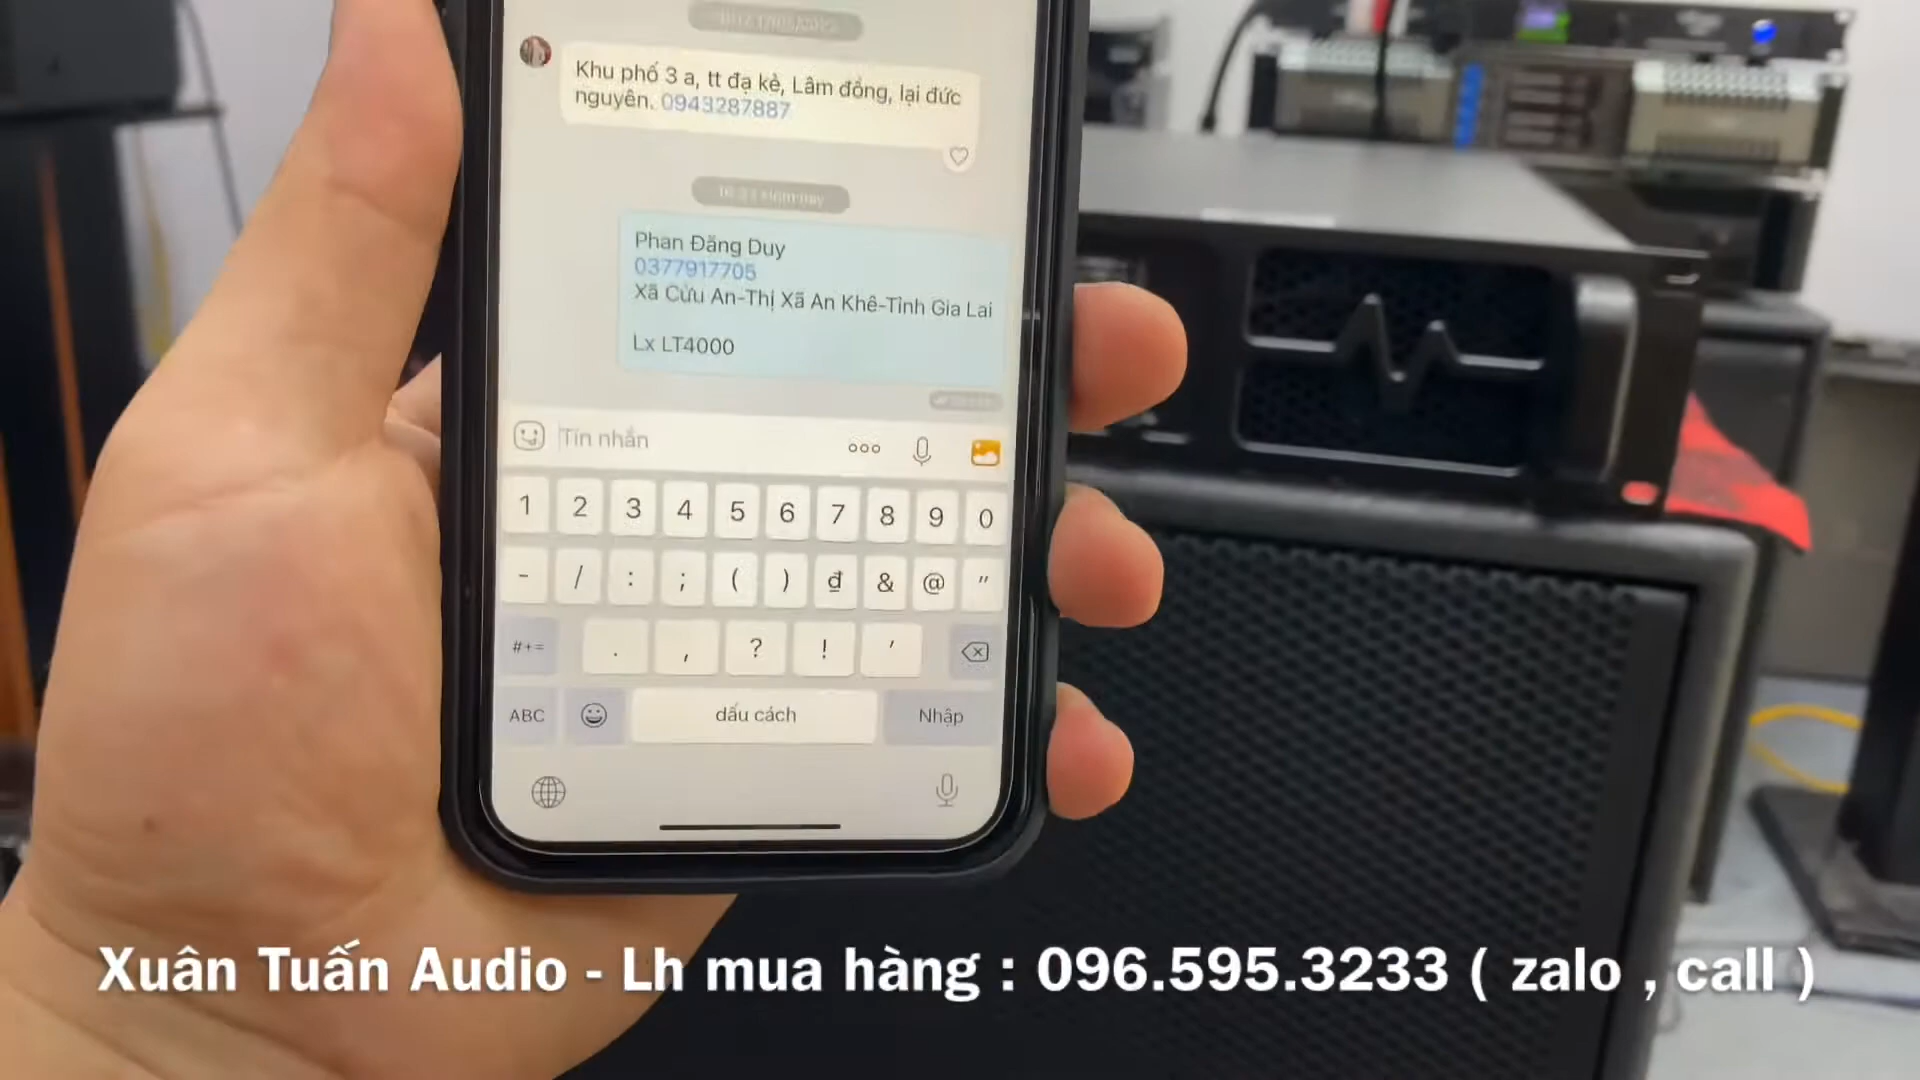 Khu phố 3 a, tt đạ kè, Lâm đồng, lại đức
nguyên. 0943287887
Phan Đăng Duy
0377917705
Xã Cửu An-Thị Xã An Khê-Tỉnh Gia Lai
Lx LT4000
Tin nhắn
1 2 3 4 5 6 7 8 9 0
- / : ; ( ) đ & @ "
#+= . , ? ! '
ABC dấu cách Nhập
Xuân Tuấn Audio - Lh mua hàng : 096.595.3233 ( zalo , call )